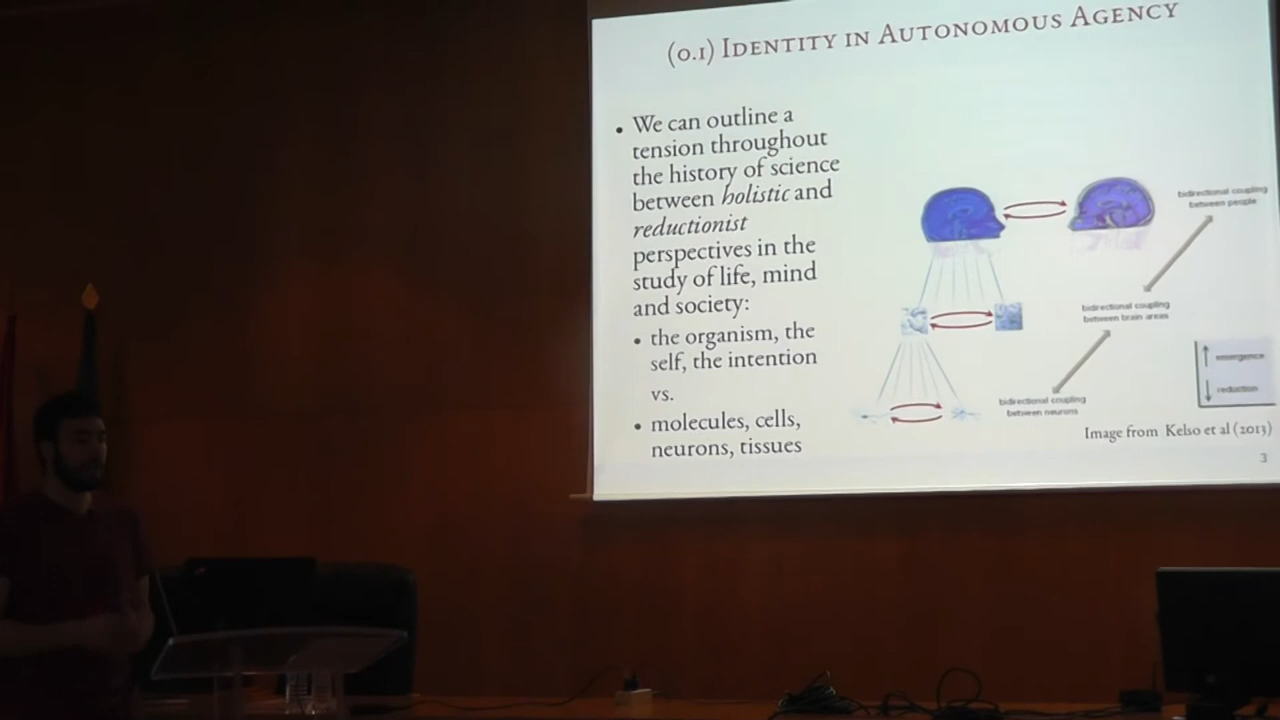 (0.1) Identity in Autonomous Agency
• We can outline a
tension throughout
the history of science
between holistic and
reductionist
perspectives in the
study of life, mind
and society:
• the organism, the
self, the intention
vs.
• molecules, cells,
neurons, tissues
bidirectional coupling
between people
bidirectional coupling
between brain areas
bidirectional coupling
between neurons
emergence
reduction
Image from Kelso et al (2013)
3